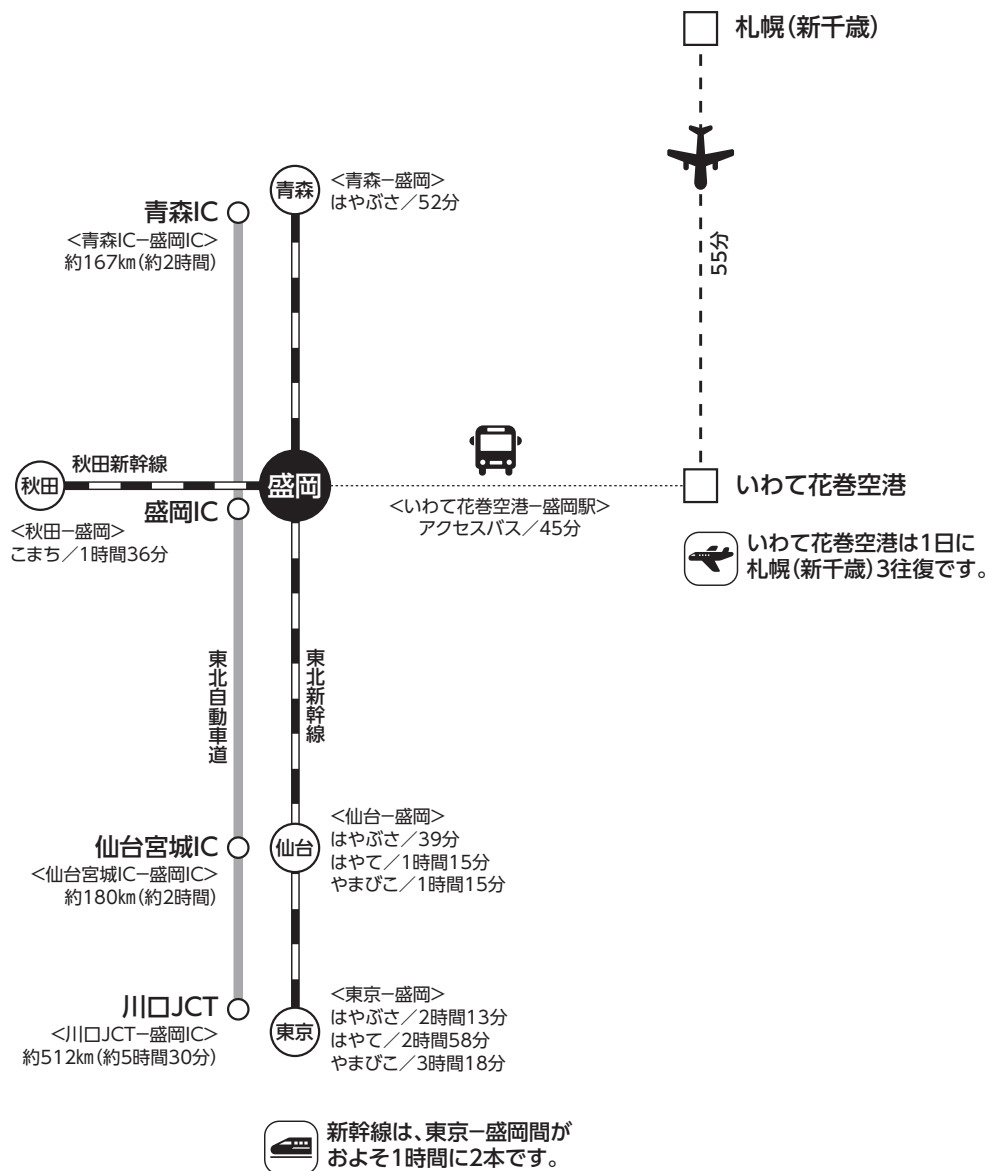 札幌(新千歳)
55分
青森
<青森−盛岡>
はやぶさ／52分
青森IC
<青森IC−盛岡IC>
約167㎞(約2時間)
秋田新幹線
秋田
盛岡
<秋田−盛岡>
こまち／1時間36分
盛岡IC
<いわて花巻空港−盛岡駅>
アクセスバス／45分
いわて花巻空港
いわて花巻空港は1日に
札幌(新千歳)3往復です。
東北自動車道
東北新幹線
仙台宮城IC
<仙台宮城IC−盛岡IC>
約180㎞(約2時間)
仙台
<仙台−盛岡>
はやぶさ／39分
はやて／1時間15分
やまびこ／1時間15分
川口JCT
<川口JCT−盛岡IC>
約512㎞(約5時間30分)
東京
<東京−盛岡>
はやぶさ／2時間13分
はやて／2時間58分
やまびこ／3時間18分
新幹線は、東京−盛岡間が
およそ1時間に2本です。